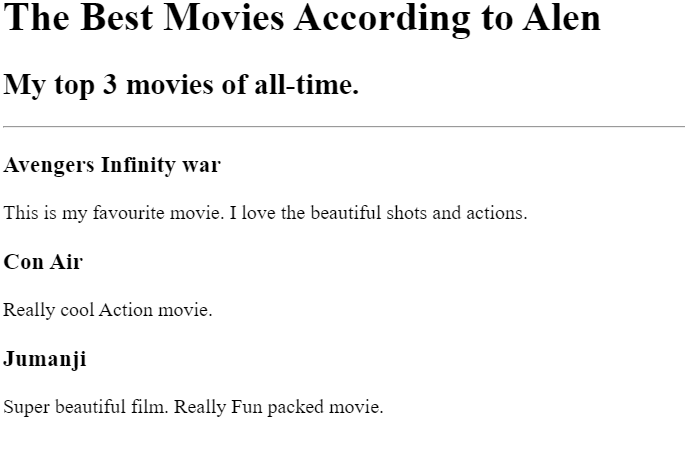 The Best Movies According to Alen
My top 3 movies of all-time.
Avengers Infinity war
This is my favourite movie. I love the beautiful shots and actions.
Con Air
Really cool Action movie.
Jumanji
Super beautiful film. Really Fun packed movie.